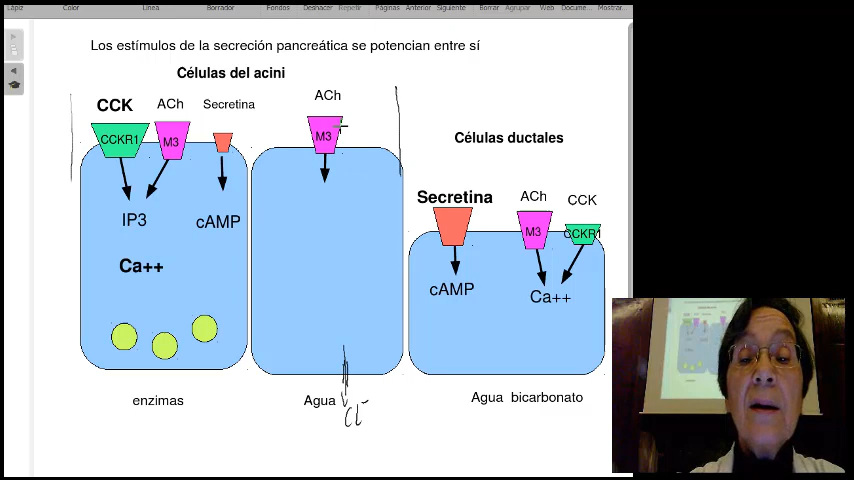 Lápiz Color Línea Borrador Fondos Deshacer Repetir Páginas Anterior Siguiente Borrar Agrupar Web Docume... Mostrar...
Los estímulos de la secreción pancreática se potencian entre sí
Células del acini
CCK ACh Secretina
ACh
CCKR1 M3
M3
Células ductales
Secretina ACh CCK
M3 CCKR1
IP3 cAMP
Ca++
cAMP Ca++
enzimas
Agua
Agua bicarbonato
Cl-